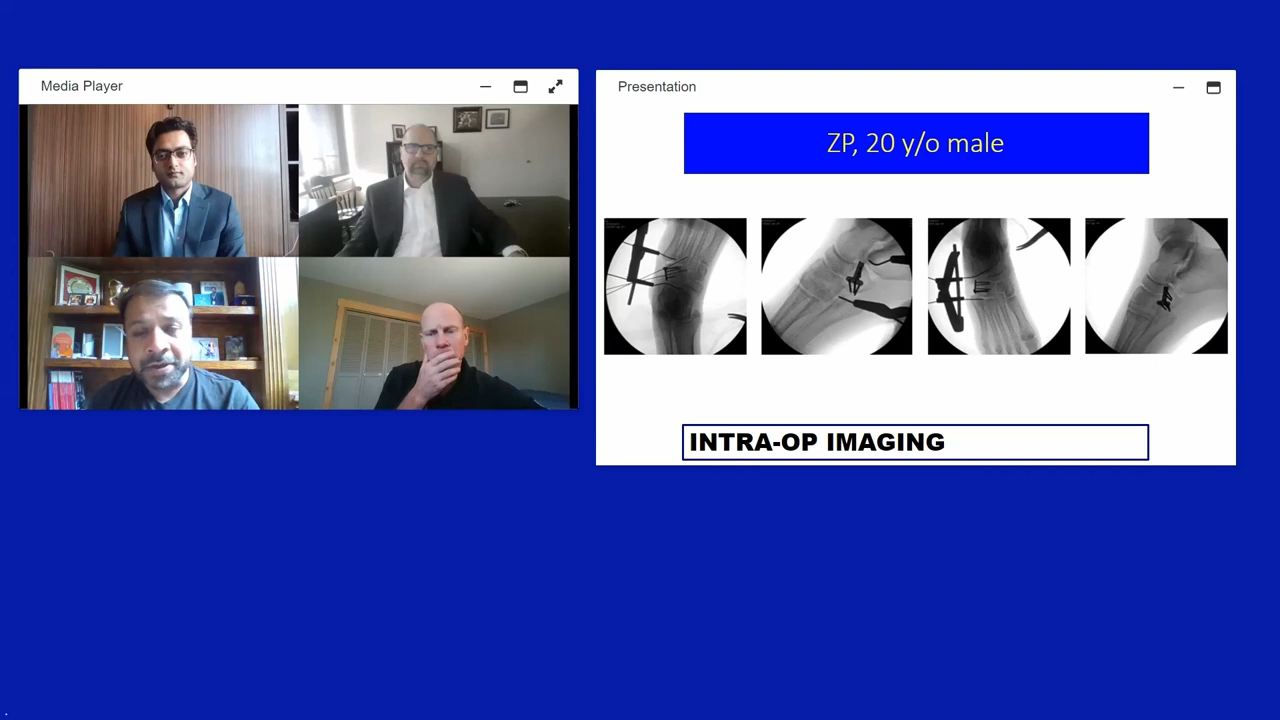 Media Player
Presentation
ZP, 20 y/o male
INTRA-OP IMAGING